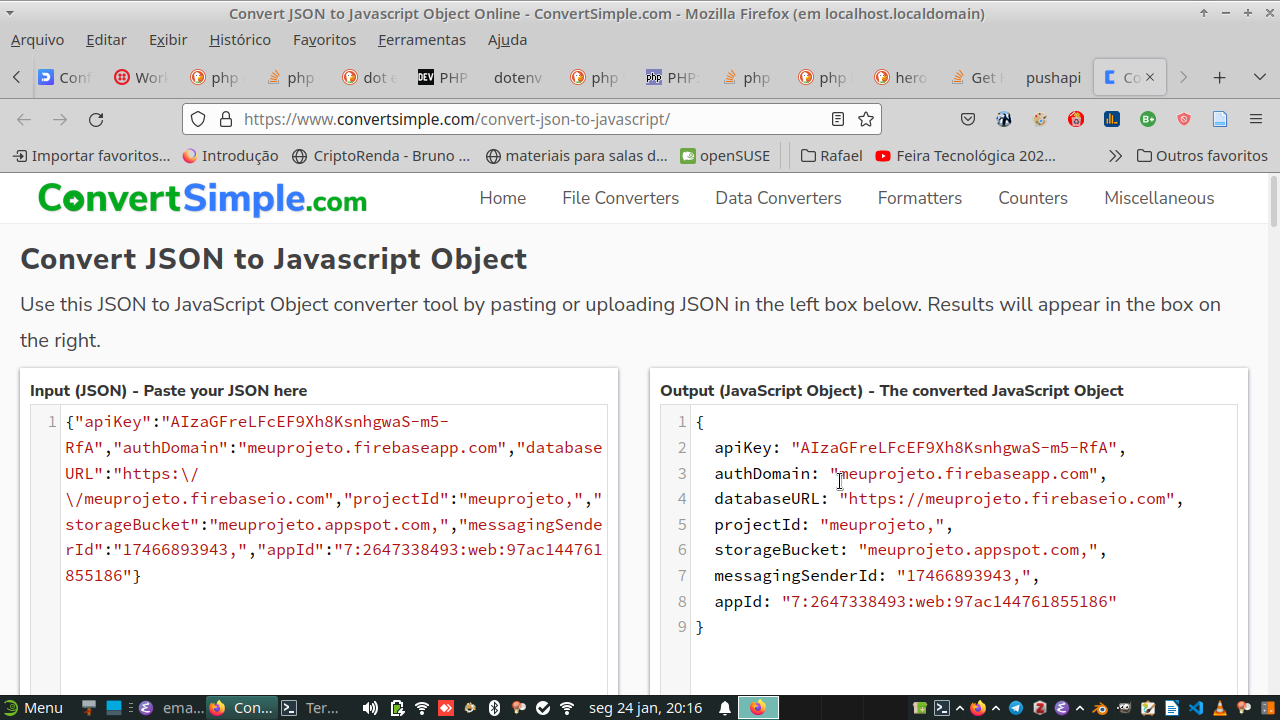 Convert JSON to Javascript Object Online - ConvertSimple.com - Mozilla Firefox (em localhost.localdomain)
Arquivo Editar Exibir Histórico Favoritos Ferramentas Ajuda
Conf Work php php dot e PHP dotenv php PHP: php php hero Get pushapi Co
https://www.convertsimple.com/convert-json-to-javascript/
Importar favoritos... Introdução CriptoRenda - Bruno ... materiais para salas d... openSUSE Rafael Feira Tecnológica 202... Outros favoritos
ConvertSimple.com Home File Converters Data Converters Formatters Counters Miscellaneous
Convert JSON to Javascript Object
Use this JSON to JavaScript Object converter tool by pasting or uploading JSON in the left box below. Results will appear in the box on
the right.
Input (JSON) - Paste your JSON here
1 {"apiKey":"AIzaGFreLFcEF9Xh8KsnhgwaS-m5-
RfA","authDomain":"meuprojeto.firebaseapp.com","database
URL":"https:\/
\/meuprojeto.firebaseio.com","projectId":"meuprojeto,","
storageBucket":"meuprojeto.appspot.com,","messagingSende
rId":"17466893943,","appId":"7:2647338493:web:97ac144761
855186"}
Output (JavaScript Object) - The converted JavaScript Object
1 {
2 apiKey: "AIzaGFreLFcEF9Xh8KsnhgwaS-m5-RfA",
3 authDomain: "meuprojeto.firebaseapp.com",
4 databaseURL: "https://meuprojeto.firebaseio.com",
5 projectId: "meuprojeto,",
6 storageBucket: "meuprojeto.appspot.com,",
7 messagingSenderId: "17466893943,",
8 appId: "7:2647338493:web:97ac144761855186"
9 }
Menu ema... Con... Ter... seg 24 jan, 20:16